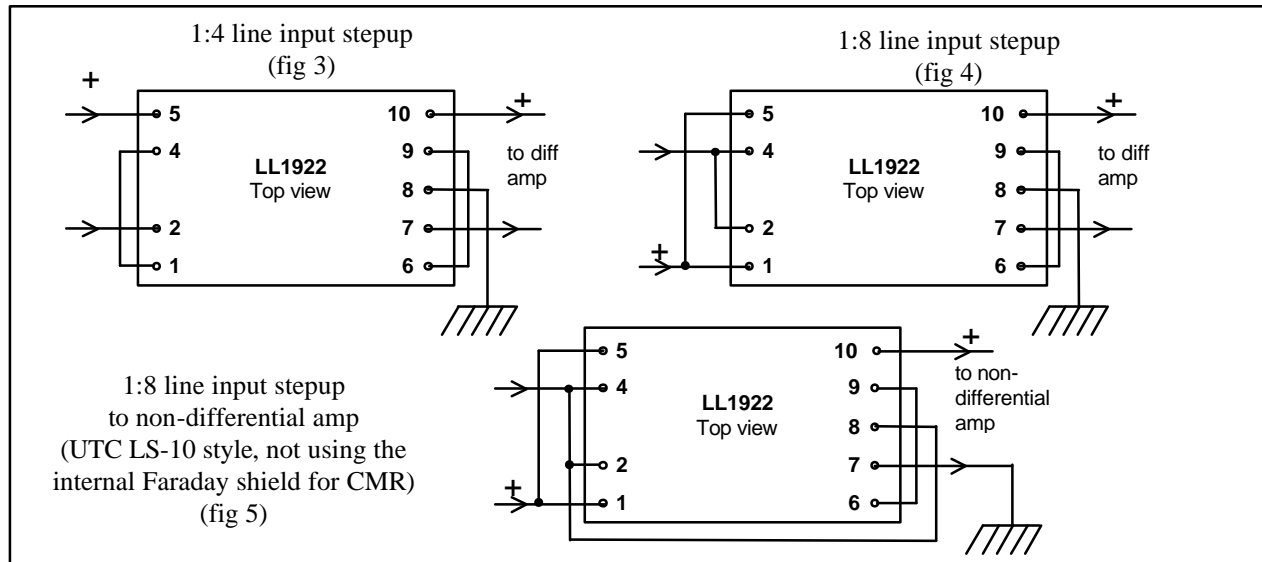 1:4 line input stepup
(fig 3)
+
5
4
2
1
LL1922
Top view
10
9
8
7
6
+
to diff
amp
1:8 line input stepup
(fig 4)
5
4
2
1
+
LL1922
Top view
10
9
8
7
6
+
to diff
amp
1:8 line input stepup
to non-differential amp
(UTC LS-10 style, not using the
internal Faraday shield for CMR)
(fig 5)
5
4
2
1
+
LL1922
Top view
10
9
8
7
6
+
to non-
differential
amp